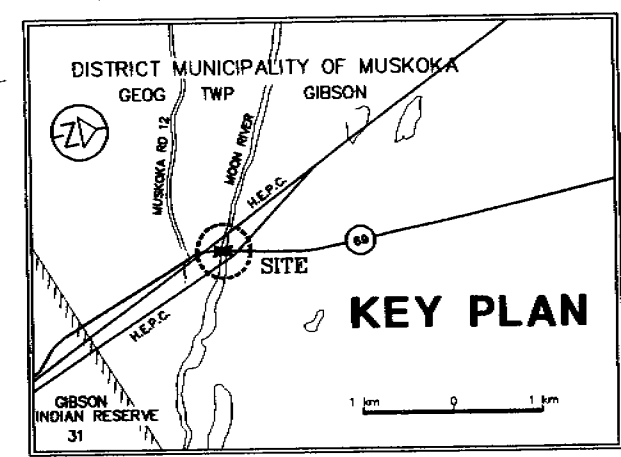 DISTRICT MUNICIPALITY OF MUSKOKA
GEOG TWP GIBSON
N
MUSKOKA RD 12
MOON RIVER
H.E.P.C.
69
SITE
KEY PLAN
H.E.P.C.
1 km 0 1 km
GIBSON
INDIAN RESERVE
31